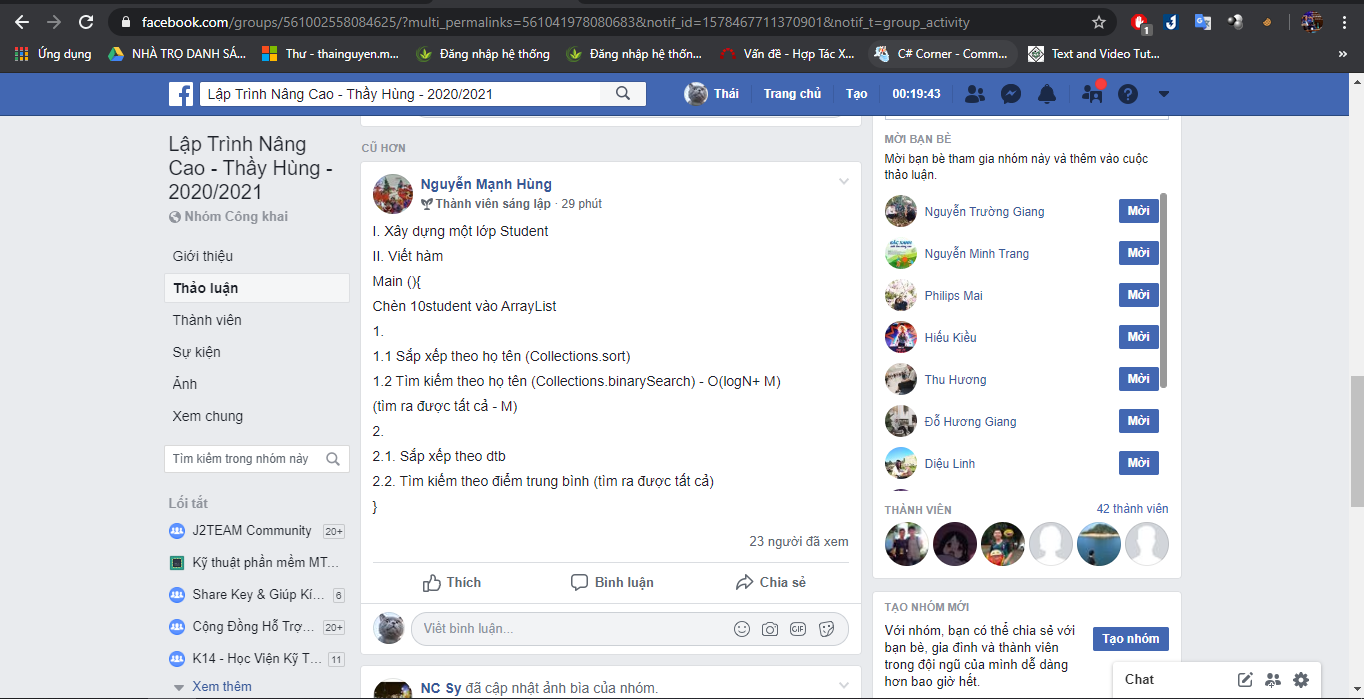 facebook.com/groups/561002558084625/?multi_permalinks=561041978080683&notif_id=1578467711370901&notif_t=group_activity
1
Ứng dụng
NHÀ TRỌ DANH SÁ...
Thư - thainguyen.m...
Đăng nhập hệ thống
Đăng nhập hệ thốn...
Vấn đề - Hợp Tác X...
C# Corner - Comm...
Text and Video Tut...
»
Lập Trình Nâng Cao - Thầy Hùng - 2020/2021
Thái
Trang chủ
Tạo
00:19:43
Lập Trình Nâng
Cao - Thầy Hùng -
2020/2021
Nhóm Công khai
Giới thiệu
Thảo luận
Thành viên
Sự kiện
Ảnh
Xem chung
Tìm kiếm trong nhóm này
Lối tắt
J2TEAM Community 20+
Kỹ thuật phần mềm MT...
Share Key & Giúp Kí... 6
Cộng Đồng Hỗ Trợ... 20+
K14 - Học Viện Kỹ T... 11
Xem thêm
CŨ HƠN
Nguyễn Mạnh Hùng
Thành viên sáng lập · 29 phút
I. Xây dựng một lớp Student
II. Viết hàm
Main (){
Chèn 10student vào ArrayList
1.
1.1 Sắp xếp theo họ tên (Collections.sort)
1.2 Tìm kiếm theo họ tên (Collections.binarySearch) - O(logN+ M)
(tìm ra được tất cả - M)
2.
2.1. Sắp xếp theo dtb
2.2. Tìm kiếm theo điểm trung bình (tìm ra được tất cả)
}
23 người đã xem
Thích
Bình luận
Chia sẻ
Viết bình luận...
GIF
NC Sy đã cập nhật ảnh bìa của nhóm.
MỜI BẠN BÈ
Mời bạn bè tham gia nhóm này và thêm vào cuộc
thảo luận.
Nguyễn Trường Giang Mời
Nguyễn Minh Trang Mời
Philips Mai Mời
Hiếu Kiều Mời
Thu Hương Mời
Đỗ Hương Giang Mời
Diệu Linh Mời
THÀNH VIÊN 42 thành viên
TẠO NHÓM MỚI
Với nhóm, bạn có thể chia sẻ với
bạn bè, gia đình và thành viên
trong đội ngũ của mình dễ dàng
hơn bao giờ hết.
Tạo nhóm
Chat